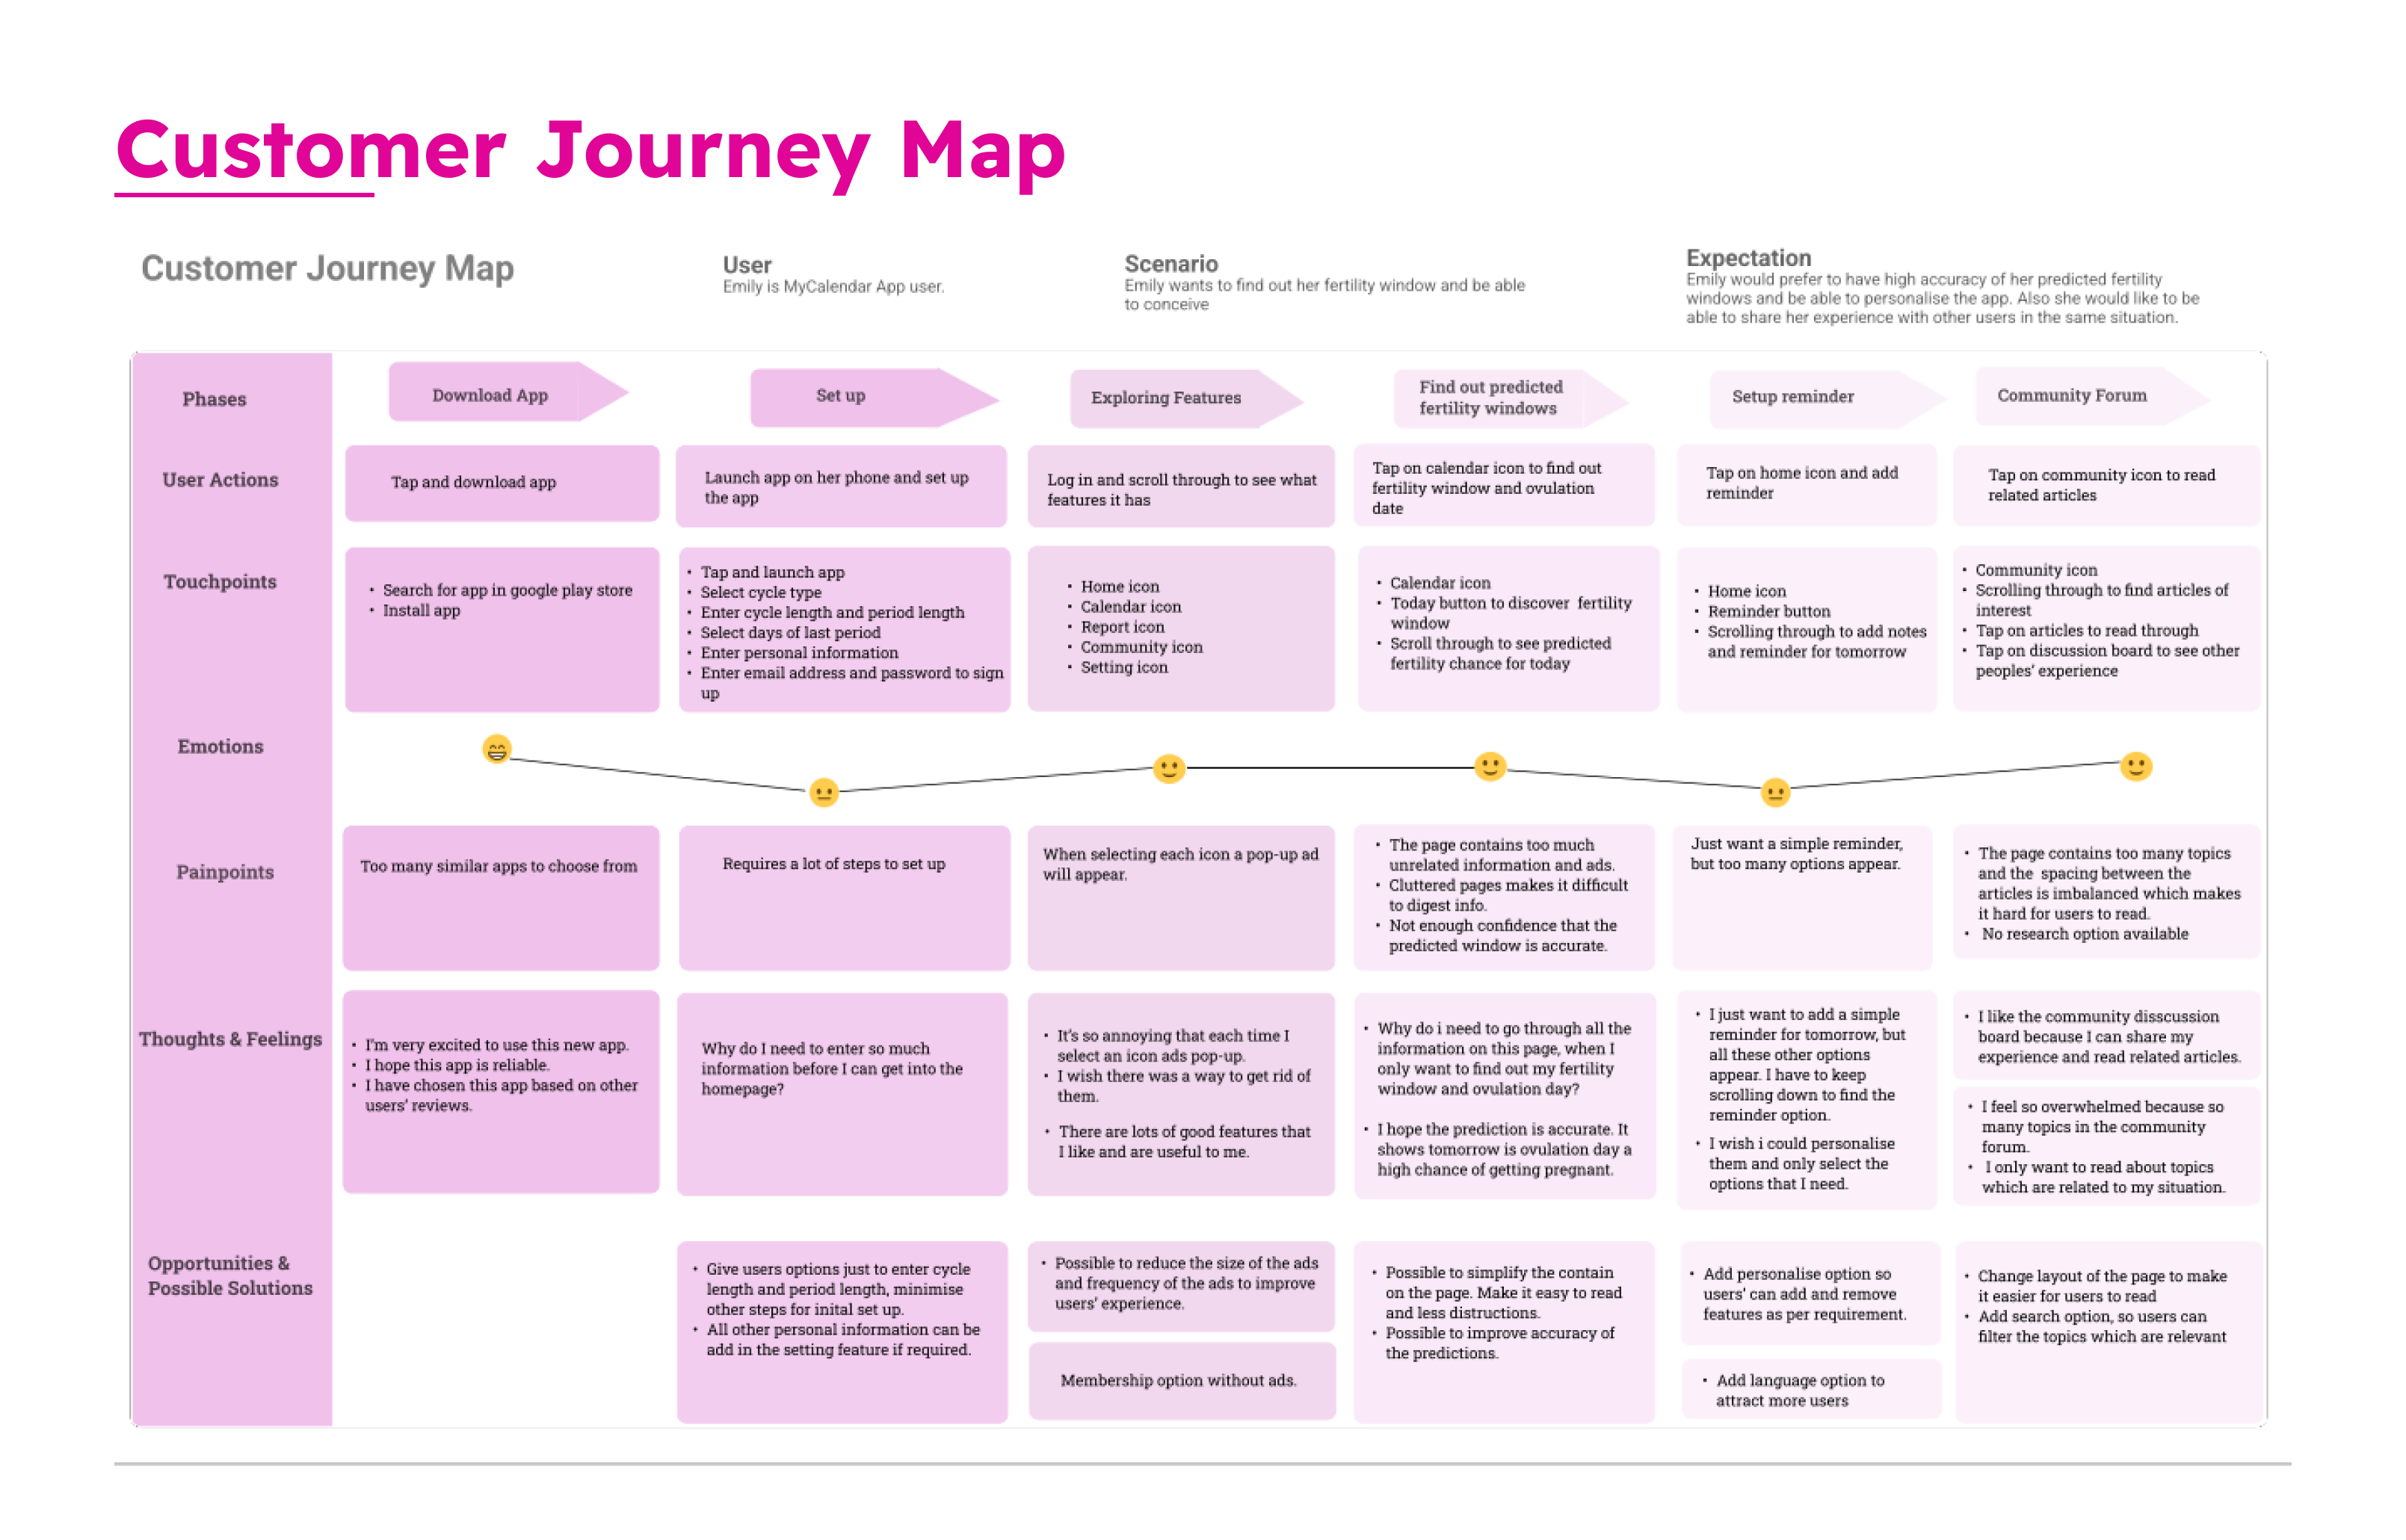 Customer Journey Map
Customer Journey Map
User
Emily is MyCalendar App user.
Scenario
Emily wants to find out her fertility window and be able
to conceive
Expectation
Emily would prefer to have high accuracy of her predicted fertility
windows and be able to personalise the app. Also she would like to be
able to share her experience with other users in the same situation.
Phases
Download App
Set up
Exploring Features
Find out predicted
fertility windows
Setup reminder
Community Forum
User Actions
Tap and download app
Launch app on her phone and set up
the app
Log in and scroll through to see what
features it has
Tap on calendar icon to find out
fertility window and ovulation
date
Tap on home icon and add
reminder
Tap on community icon to read
related articles
Touchpoints
• Search for app in google play store
• Install app
• Tap and launch app
• Select cycle type
• Enter cycle length and period length
• Select days of last period
• Enter personal information
• Enter email address and password to sign
up
• Home icon
• Calendar icon
• Report icon
• Community icon
• Setting icon
• Calendar icon
• Today button to discover fertility
window
• Scroll through to see predicted
fertility chance for today
• Home icon
• Reminder button
• Scrolling through to add notes
and reminder for tomorrow
• Community icon
• Scrolling through to find articles of
interest
• Tap on articles to read through
• Tap on discussion board to see other
peoples' experience
Emotions
Painpoints
Too many similar apps to choose from
Requires a lot of steps to set up
When selecting each icon a pop-up ad
will appear.
• The page contains too much
unrelated information and ads.
• Cluttered pages makes it difficult
to digest info.
• Not enough confidence that the
predicted window is accurate.
Just want a simple reminder,
but too many options appear.
• The page contains too many topics
and the spacing between the
articles is imbalanced which makes
it hard for users to read.
• No research option available
Thoughts & Feelings
• I'm very excited to use this new app.
• I hope this app is reliable.
• I have chosen this app based on other
users' reviews.
Why do I need to enter so much
information before I can get into the
homepage?
• It's so annoying that each time I
select an icon ads pop-up.
• I wish there was a way to get rid of
them.
• There are lots of good features that
I like and are useful to me.
• Why do i need to go through all the
information on this page, when I
only want to find out my fertility
window and ovulation day?
• I hope the prediction is accurate. It
shows tomorrow is ovulation day a
high chance of getting pregnant.
• I just want to add a simple
reminder for tomorrow, but
all these other options
appear. I have to keep
scrolling down to find the
reminder option.
• I wish i could personalise
them and only select the
options that I need.
• I like the community disscussion
board because I can share my
experience and read related articles.
• I feel so overwhelmed because so
many topics in the community
forum.
• I only want to read about topics
which are related to my situation.
Opportunities &
Possible Solutions
• Give users options just to enter cycle
length and period length, minimise
other steps for inital set up.
• All other personal information can be
add in the setting feature if required.
• Possible to reduce the size of the ads
and frequency of the ads to improve
users' experience.
Membership option without ads.
• Possible to simplify the contain
on the page. Make it easy to read
and less distructions.
• Possible to improve accuracy of
the predictions.
• Add personalise option so
users' can add and remove
features as per requirement.
• Add language option to
attract more users
• Change layout of the page to make
it easier for users to read
• Add search option, so users can
filter the topics which are relevant